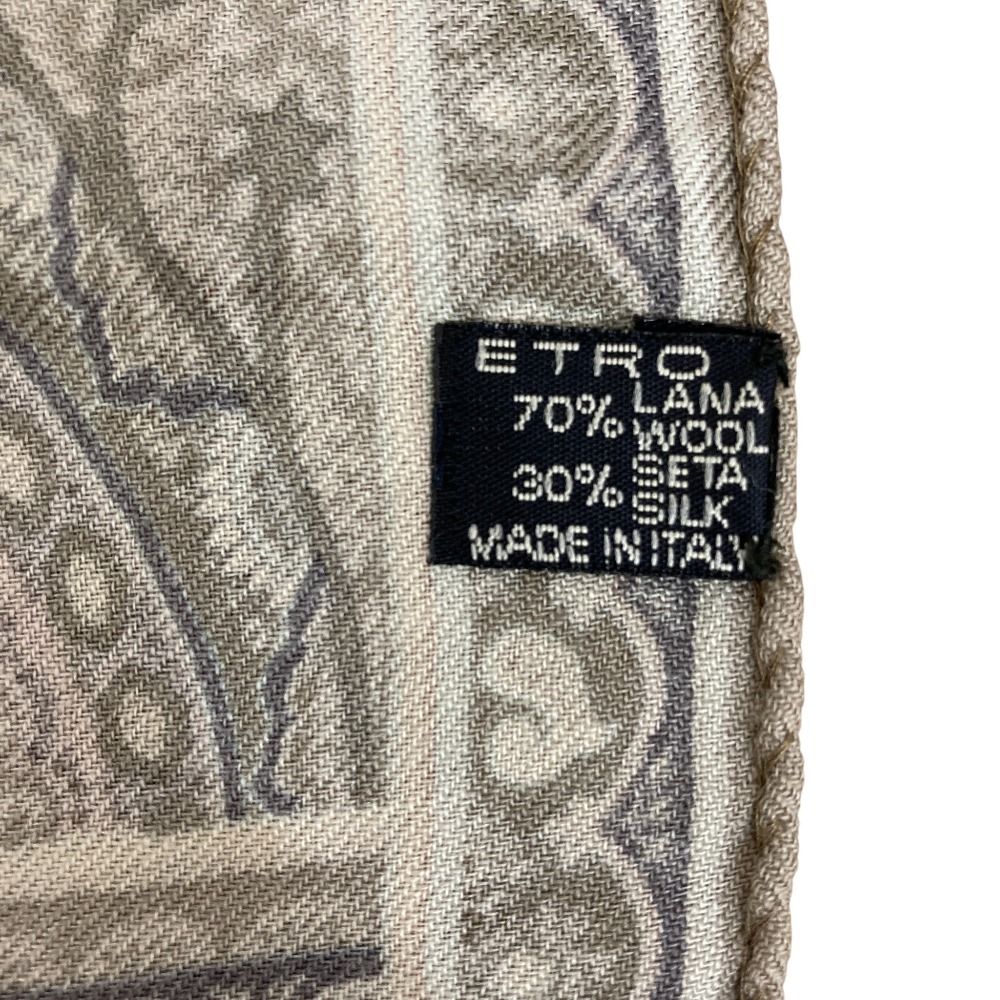 ETRO
70% LANA
WOOL
30% SETA
SILK
MADE IN ITALY